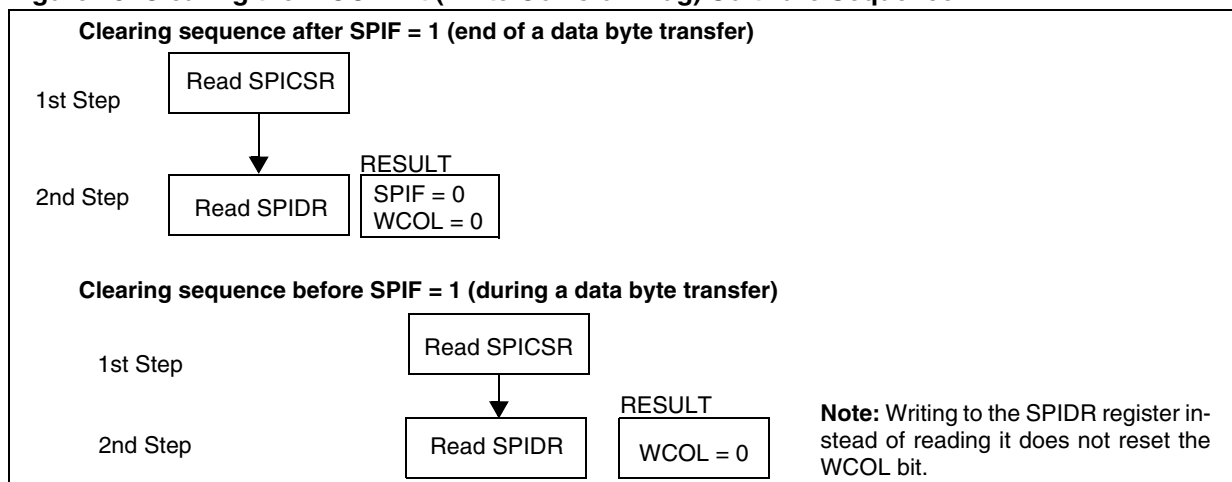 Clearing sequence after SPIF = 1 (end of a data byte transfer)
1st Step
Read SPICSR
RESULT
2nd Step
Read SPIDR
SPIF = 0
WCOL = 0
Clearing sequence before SPIF = 1 (during a data byte transfer)
1st Step
Read SPICSR
RESULT
2nd Step
Read SPIDR
WCOL = 0
Note: Writing to the SPIDR register in-
stead of reading it does not reset the
WCOL bit.